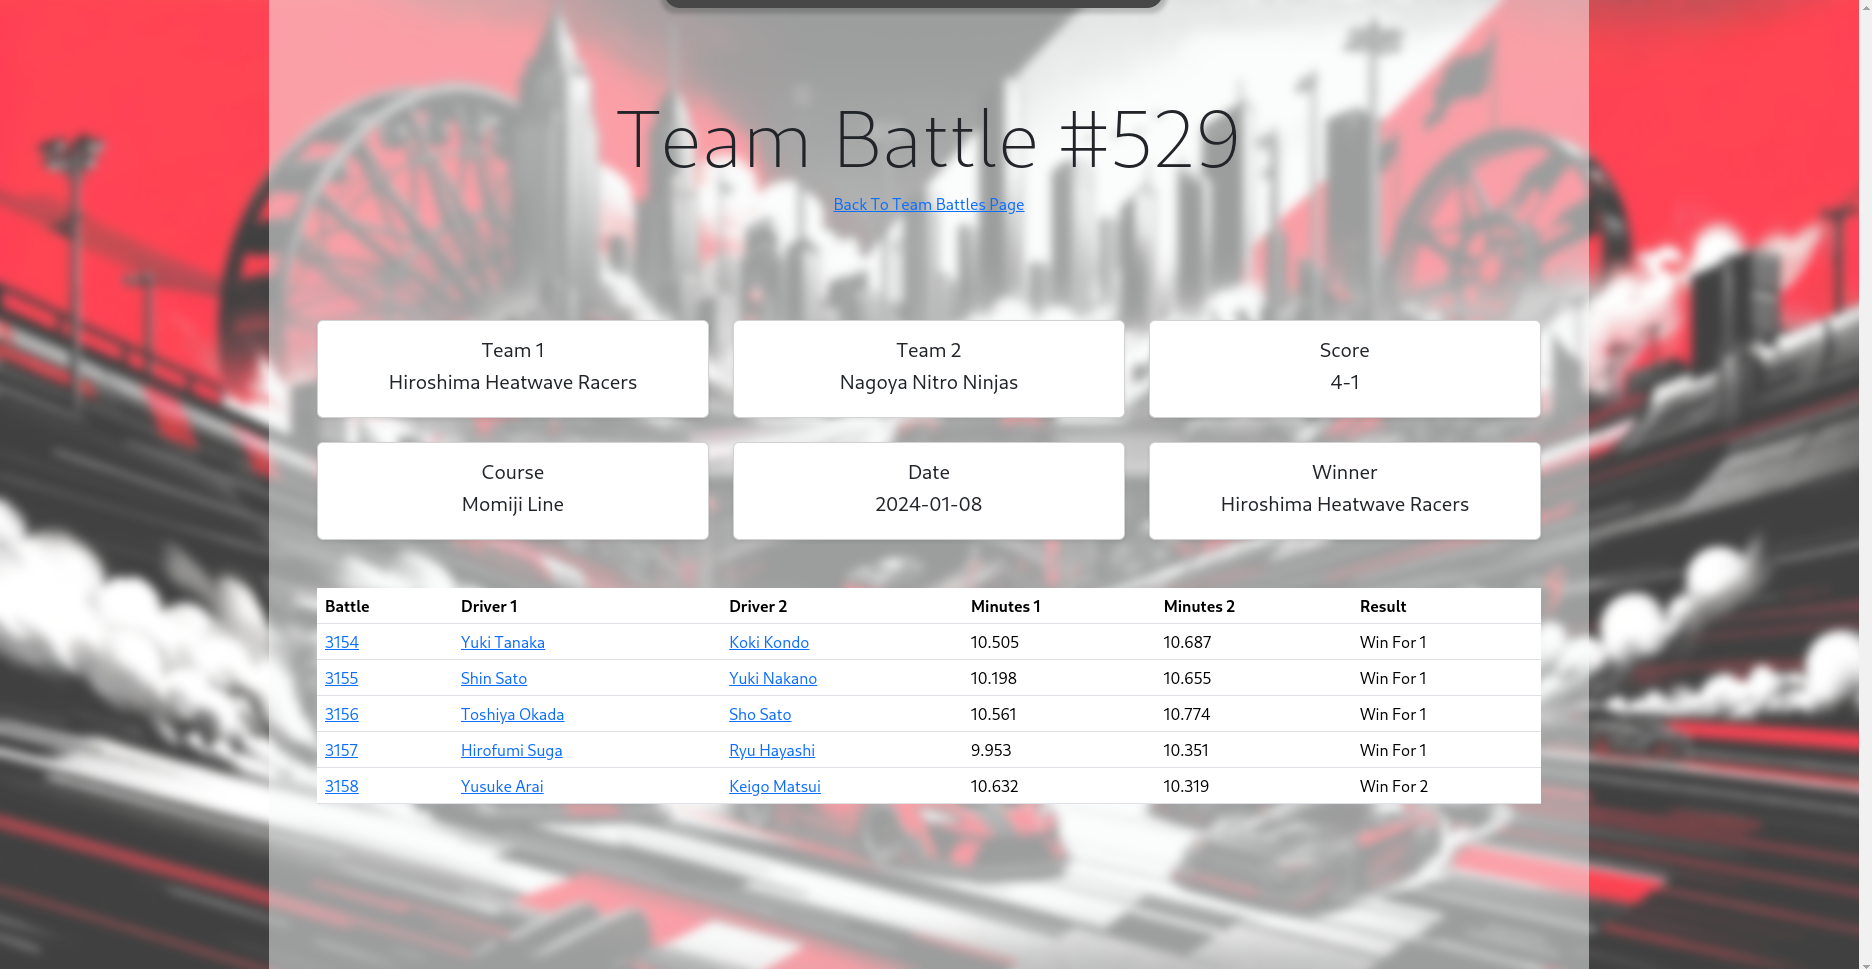 Team Battle #529
Back To Team Battles Page
Team 1
Hiroshima Heatwave Racers
Team 2
Nagoya Nitro Ninjas
Score
4-1
Course
Momiji Line
Date
2024-01-08
Winner
Hiroshima Heatwave Racers
Battle Driver 1 Driver 2 Minutes 1 Minutes 2 Result
3154 Yuki Tanaka Koki Kondo 10.505 10.687 Win For 1
3155 Shin Sato Yuki Nakano 10.198 10.655 Win For 1
3156 Toshiya Okada Sho Sato 10.561 10.774 Win For 1
3157 Hirofumi Suga Ryu Hayashi 9.953 10.351 Win For 1
3158 Yusuke Arai Keigo Matsui 10.632 10.319 Win For 2